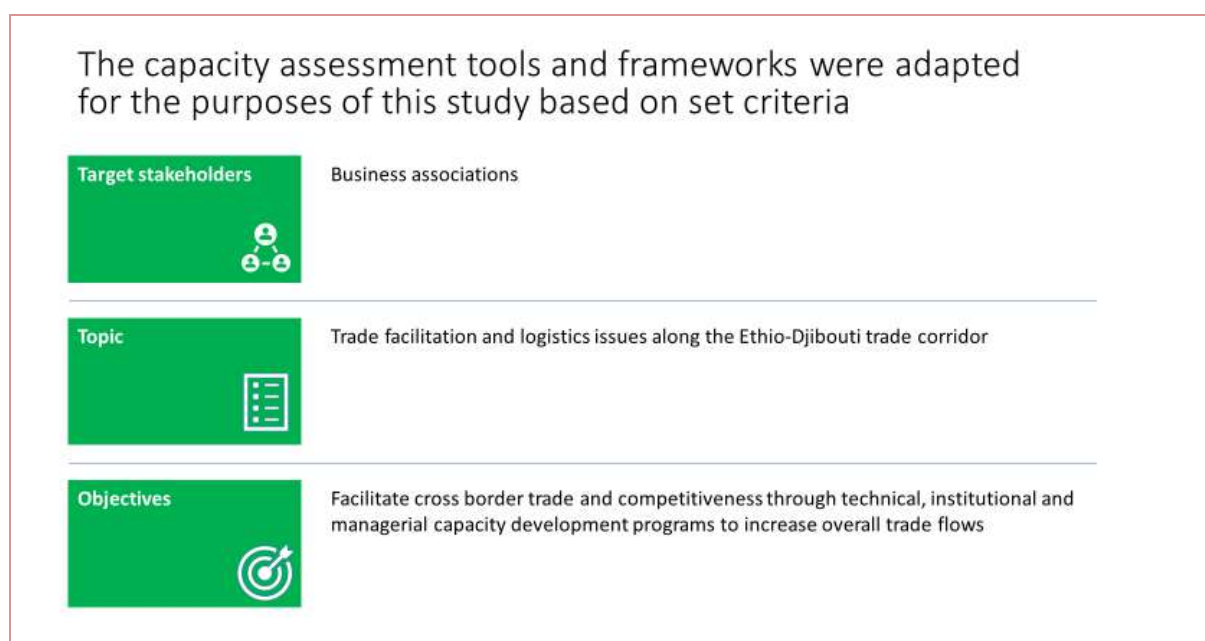 The capacity assessment tools and frameworks were adapted
for the purposes of this study based on set criteria
Target stakeholders
Business associations
Topic
Trade facilitation and logistics issues along the Ethio-Djibouti trade corridor
Objectives
Facilitate cross border trade and competitiveness through technical, institutional and
managerial capacity development programs to increase overall trade flows